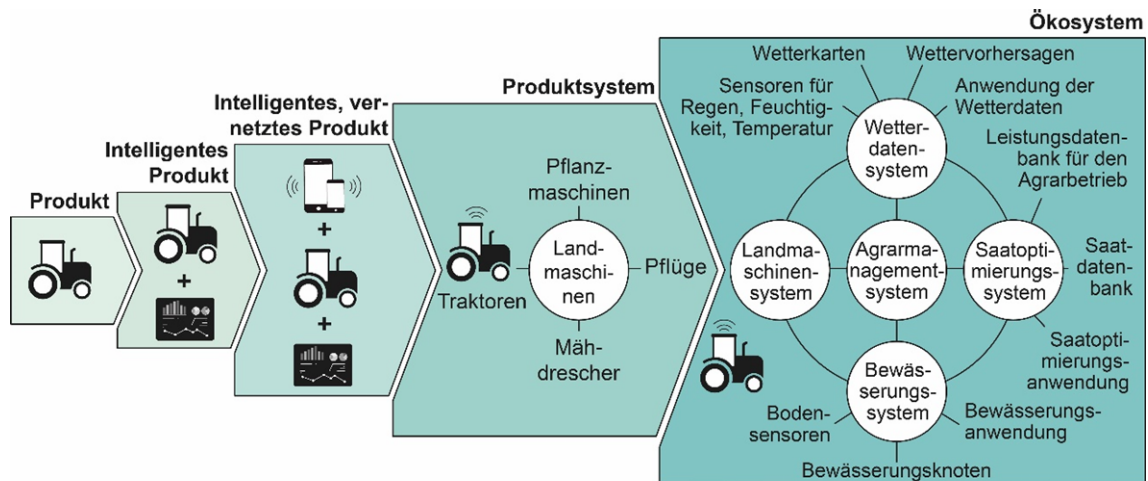 Produkt
Intelligentes
Produkt
+
Intelligentes, ver-
netztes Produkt
+
+
Produktsystem
Pflanz-
maschinen
Traktoren
Land-
maschi-
nen
Pflüge
Mäh-
drescher
Ökosystem
Wetterkarten
Wettervorhersagen
Sensoren für
Regen, Feuchtig-
keit, Temperatur
Anwendung der
Wetterdaten
Wetter-
daten-
system
Leistungsdaten-
bank für den
Agrarbetrieb
Landma-
schinen-
system
Agrarma-
nagement-
system
Saatopti-
mierungs-
system
Saat-
daten-
bank
Saatopti-
mierungs-
anwendung
Bewäs-
serungs-
system
Boden-
sensoren
Bewässerungs-
anwendung
Bewässerungsknoten